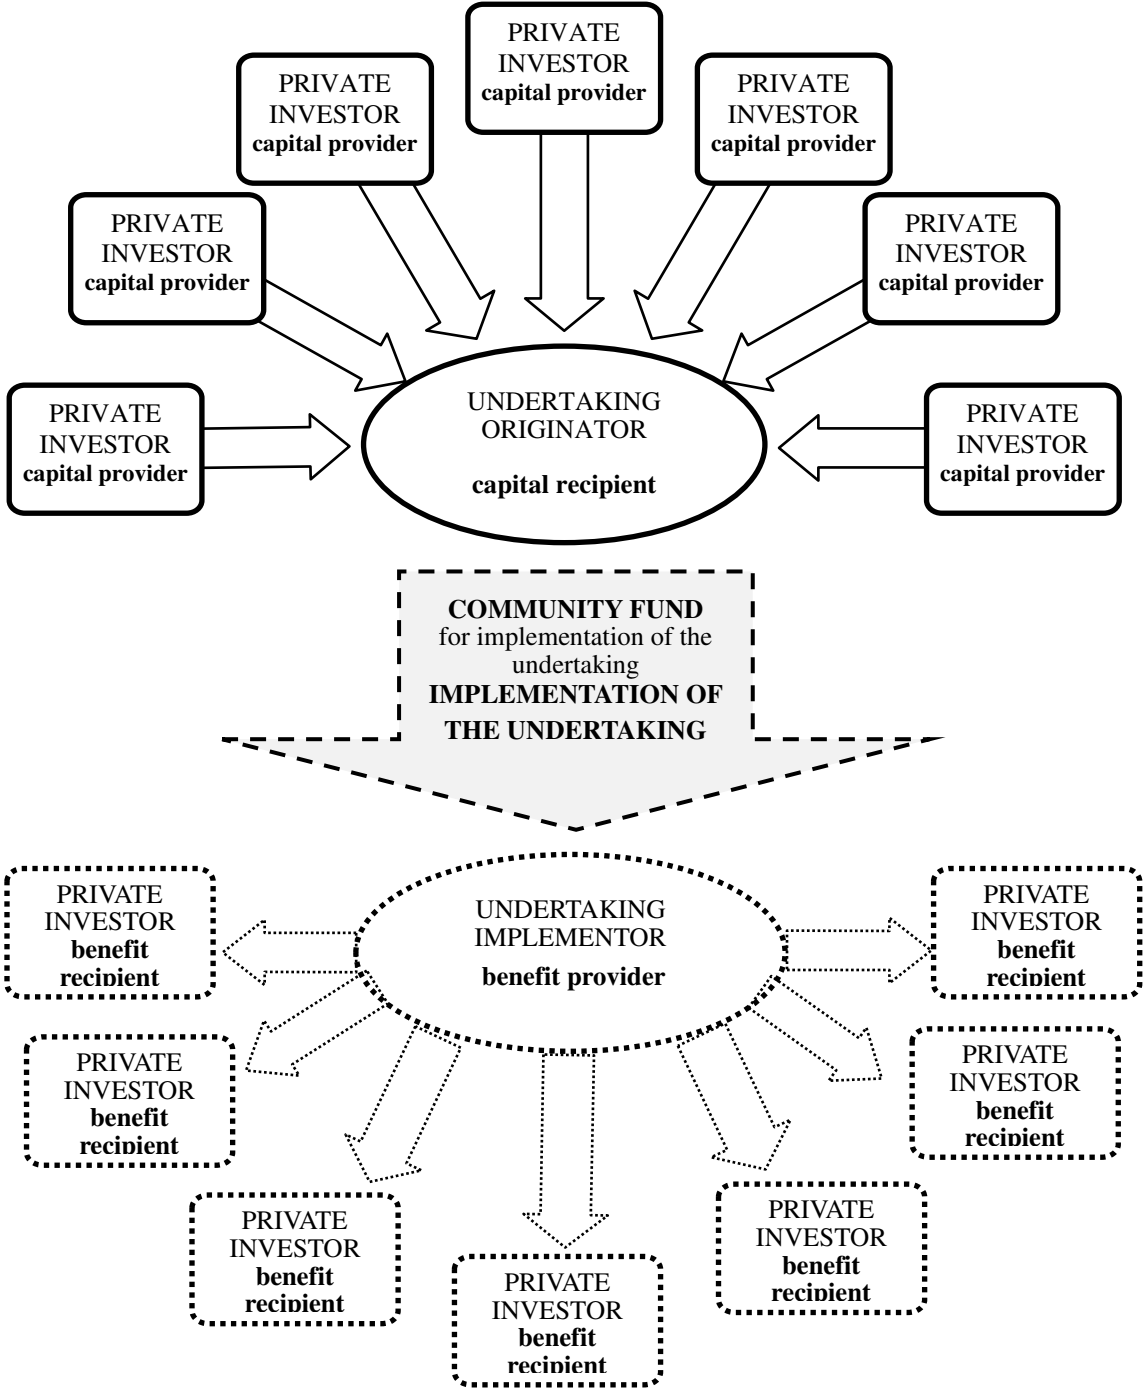 PRIVATE
INVESTOR
capital provider
PRIVATE
INVESTOR
capital provider
PRIVATE
INVESTOR
capital provider
PRIVATE
INVESTOR
capital provider
PRIVATE
INVESTOR
capital provider
PRIVATE
INVESTOR
capital provider
PRIVATE
INVESTOR
capital provider
UNDERTAKING
ORIGINATOR
capital recipient
COMMUNITY FUND
for implementation of the
undertaking
IMPLEMENTATION OF
THE UNDERTAKING
UNDERTAKING
IMPLEMENTOR
benefit provider
PRIVATE
INVESTOR
benefit
recipient
PRIVATE
INVESTOR
benefit
recipient
PRIVATE
INVESTOR
benefit
recipient
PRIVATE
INVESTOR
benefit
recipient
PRIVATE
INVESTOR
benefit
recipient
PRIVATE
INVESTOR
benefit
recipient
PRIVATE
INVESTOR
benefit
recipient